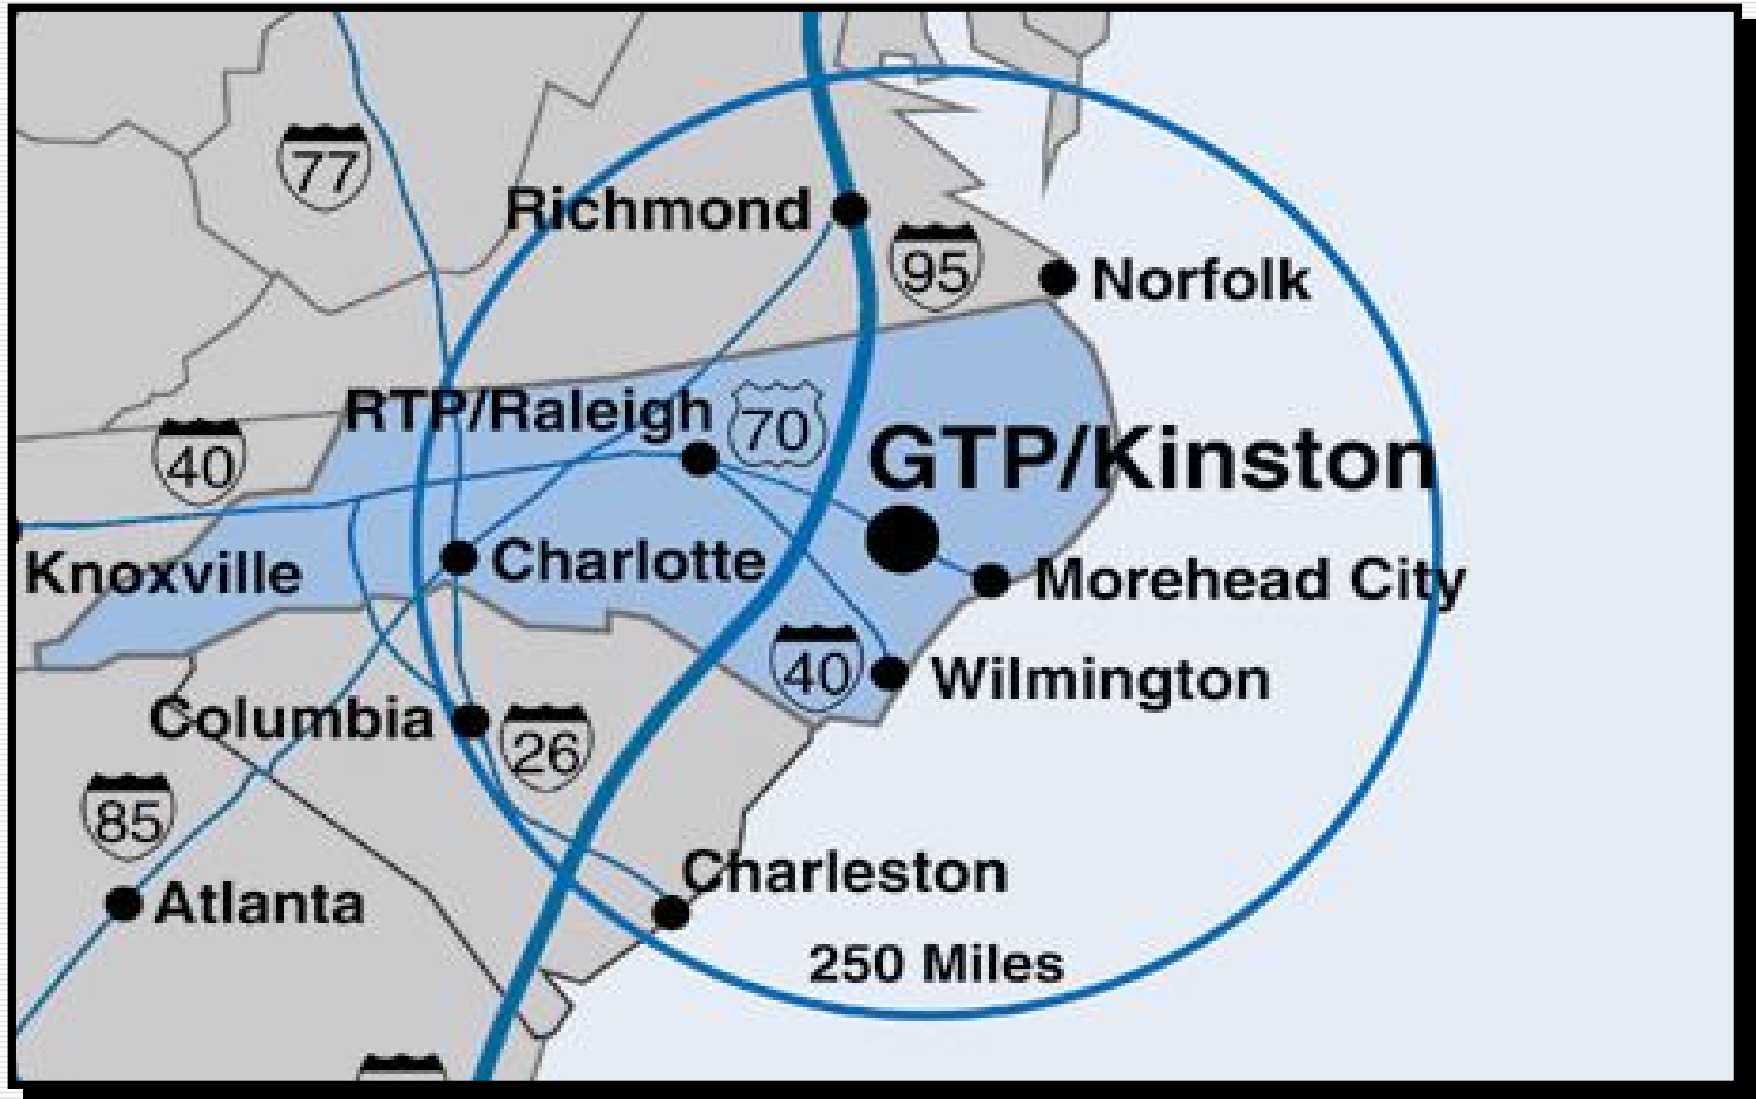 77
Richmond
95
Norfolk
RTP/Raleigh
70
40
GTP/Kinston
Knoxville
Charlotte
Morehead City
40
Wilmington
Columbia
26
85
Atlanta
Charleston
250 Miles